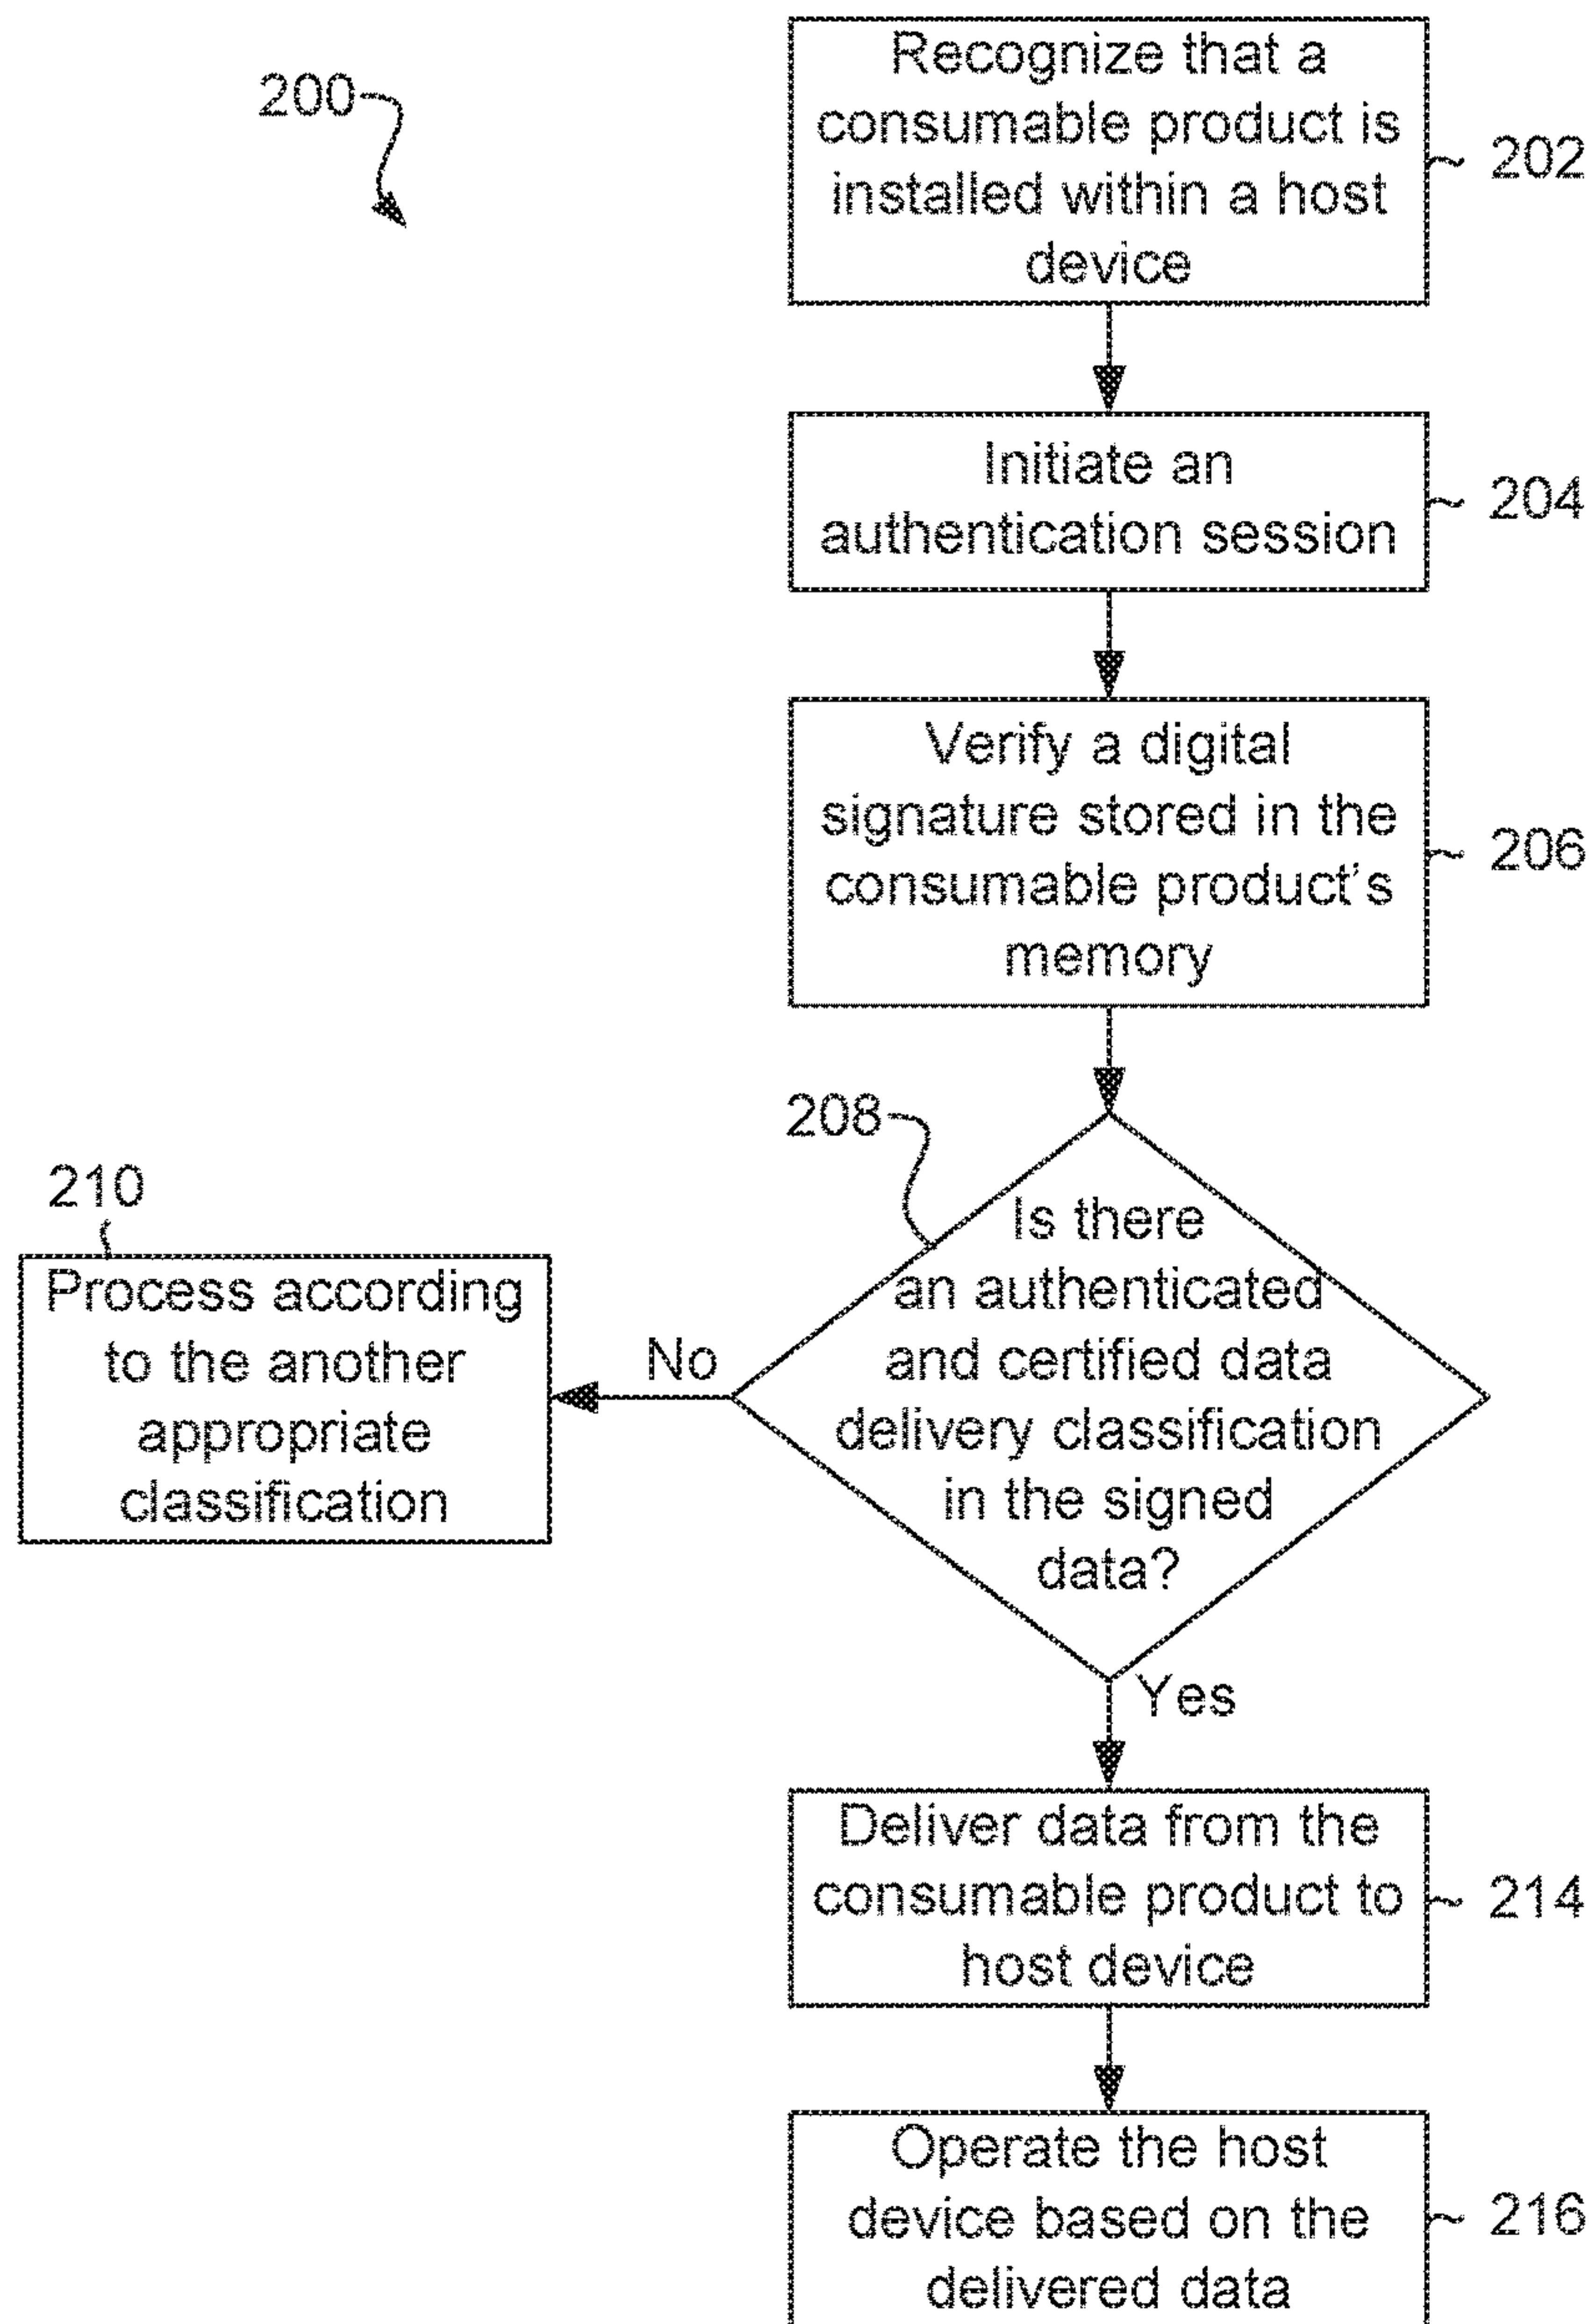 200
Recognize that a
consumable product is
installed within a host
device
202
Initiate an
authentication session
204
Verify a digital
signature stored in the
consumable product's
memory
206
208
Is there
an authenticated
and certified data
delivery classification
in the signed
data?
No
210
Process according
to the another
appropriate
classification
Yes
Deliver data from the
consumable product to
host device
214
Operate the host
device based on the
delivered data
216